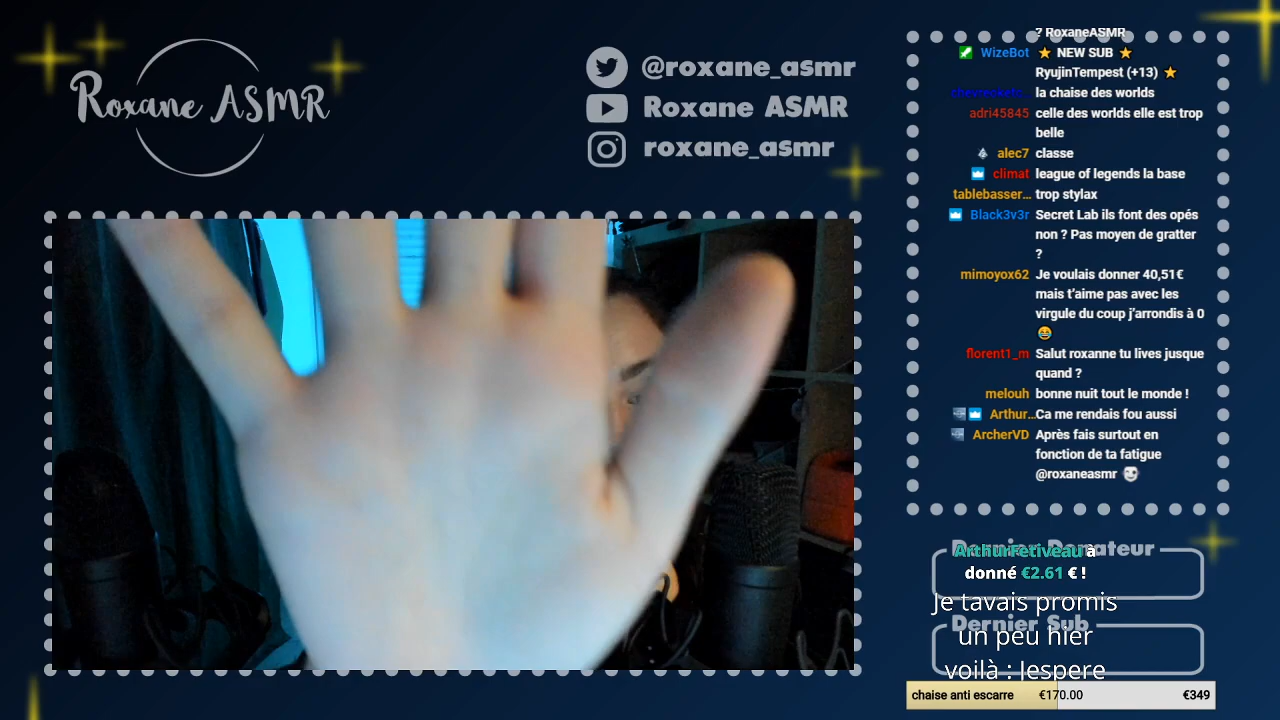 Roxane ASMR
@roxane_asmr
Roxane ASMR
roxane_asmr
? RoxaneASMR
WizeBot ⭐ NEW SUB ⭐
RyujinTempest (+13) ⭐
la chaise des worlds
adri45845 celle des worlds elle est trop
belle
alec7 classe
climat league of legends la base
tablebasser… trop stylax
Black3v3r Secret Lab ils font des opés
non ? Pas moyen de gratter
?
mimoyox62 Je voulais donner 40,51€
mais t’aime pas avec les
virgule du coup j’arrondis à 0
😂
florent1_m Salut roxanne tu lives jusque
quand ?
melouh bonne nuit tout le monde !
Arthur… Ca me rendais fou aussi
ArcherVD Après fais surtout en
fonction de ta fatigue
@roxaneasmr
Dernier Donateur
ArthurFetiveau à
donné €2.61 € !
Je tavais promis
Dernier Sub
un peu hier
voilà : Jespere
chaise anti escarre €170.00 €349